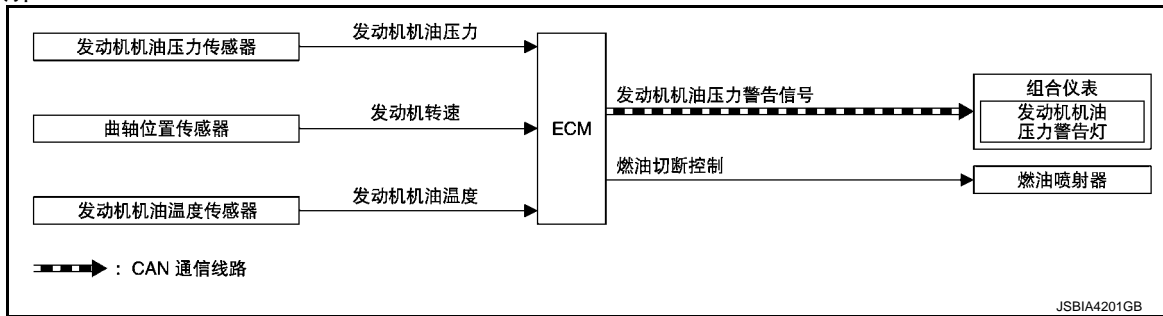 发动机机油压力传感器
发动机机油压力
曲轴位置传感器
发动机转速
发动机机油温度传感器
发动机机油温度
ECM
发动机机油压力警告信号
组合仪表
发动机机油
压力警告灯
燃油切断控制
燃油喷射器
: CAN 通信线路
JSBIA4201GB